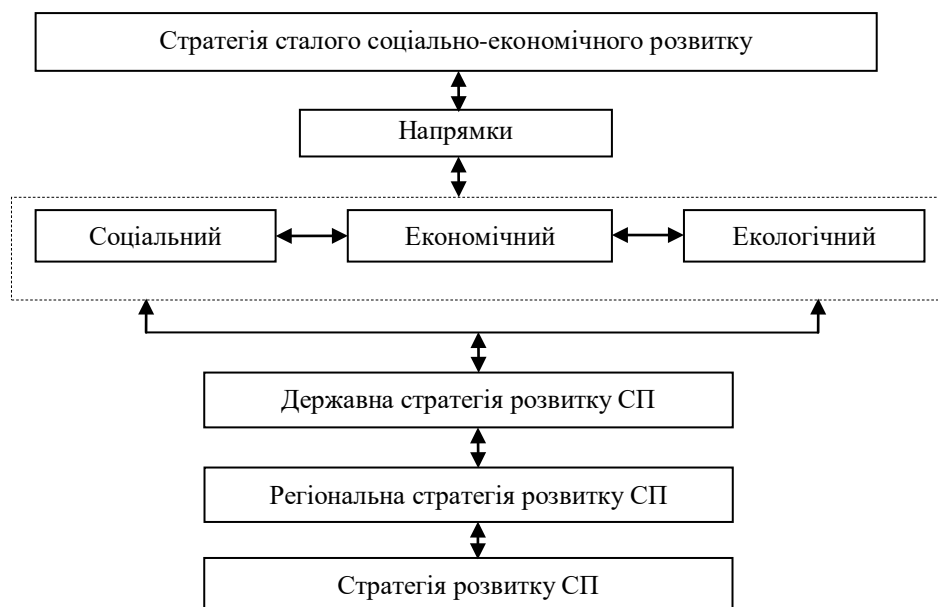 Стратегія сталого соціально-економічного розвитку
Напрямки
Соціальний
Економічний
Екологічний
Державна стратегія розвитку СП
Регіональна стратегія розвитку СП
Стратегія розвитку СП